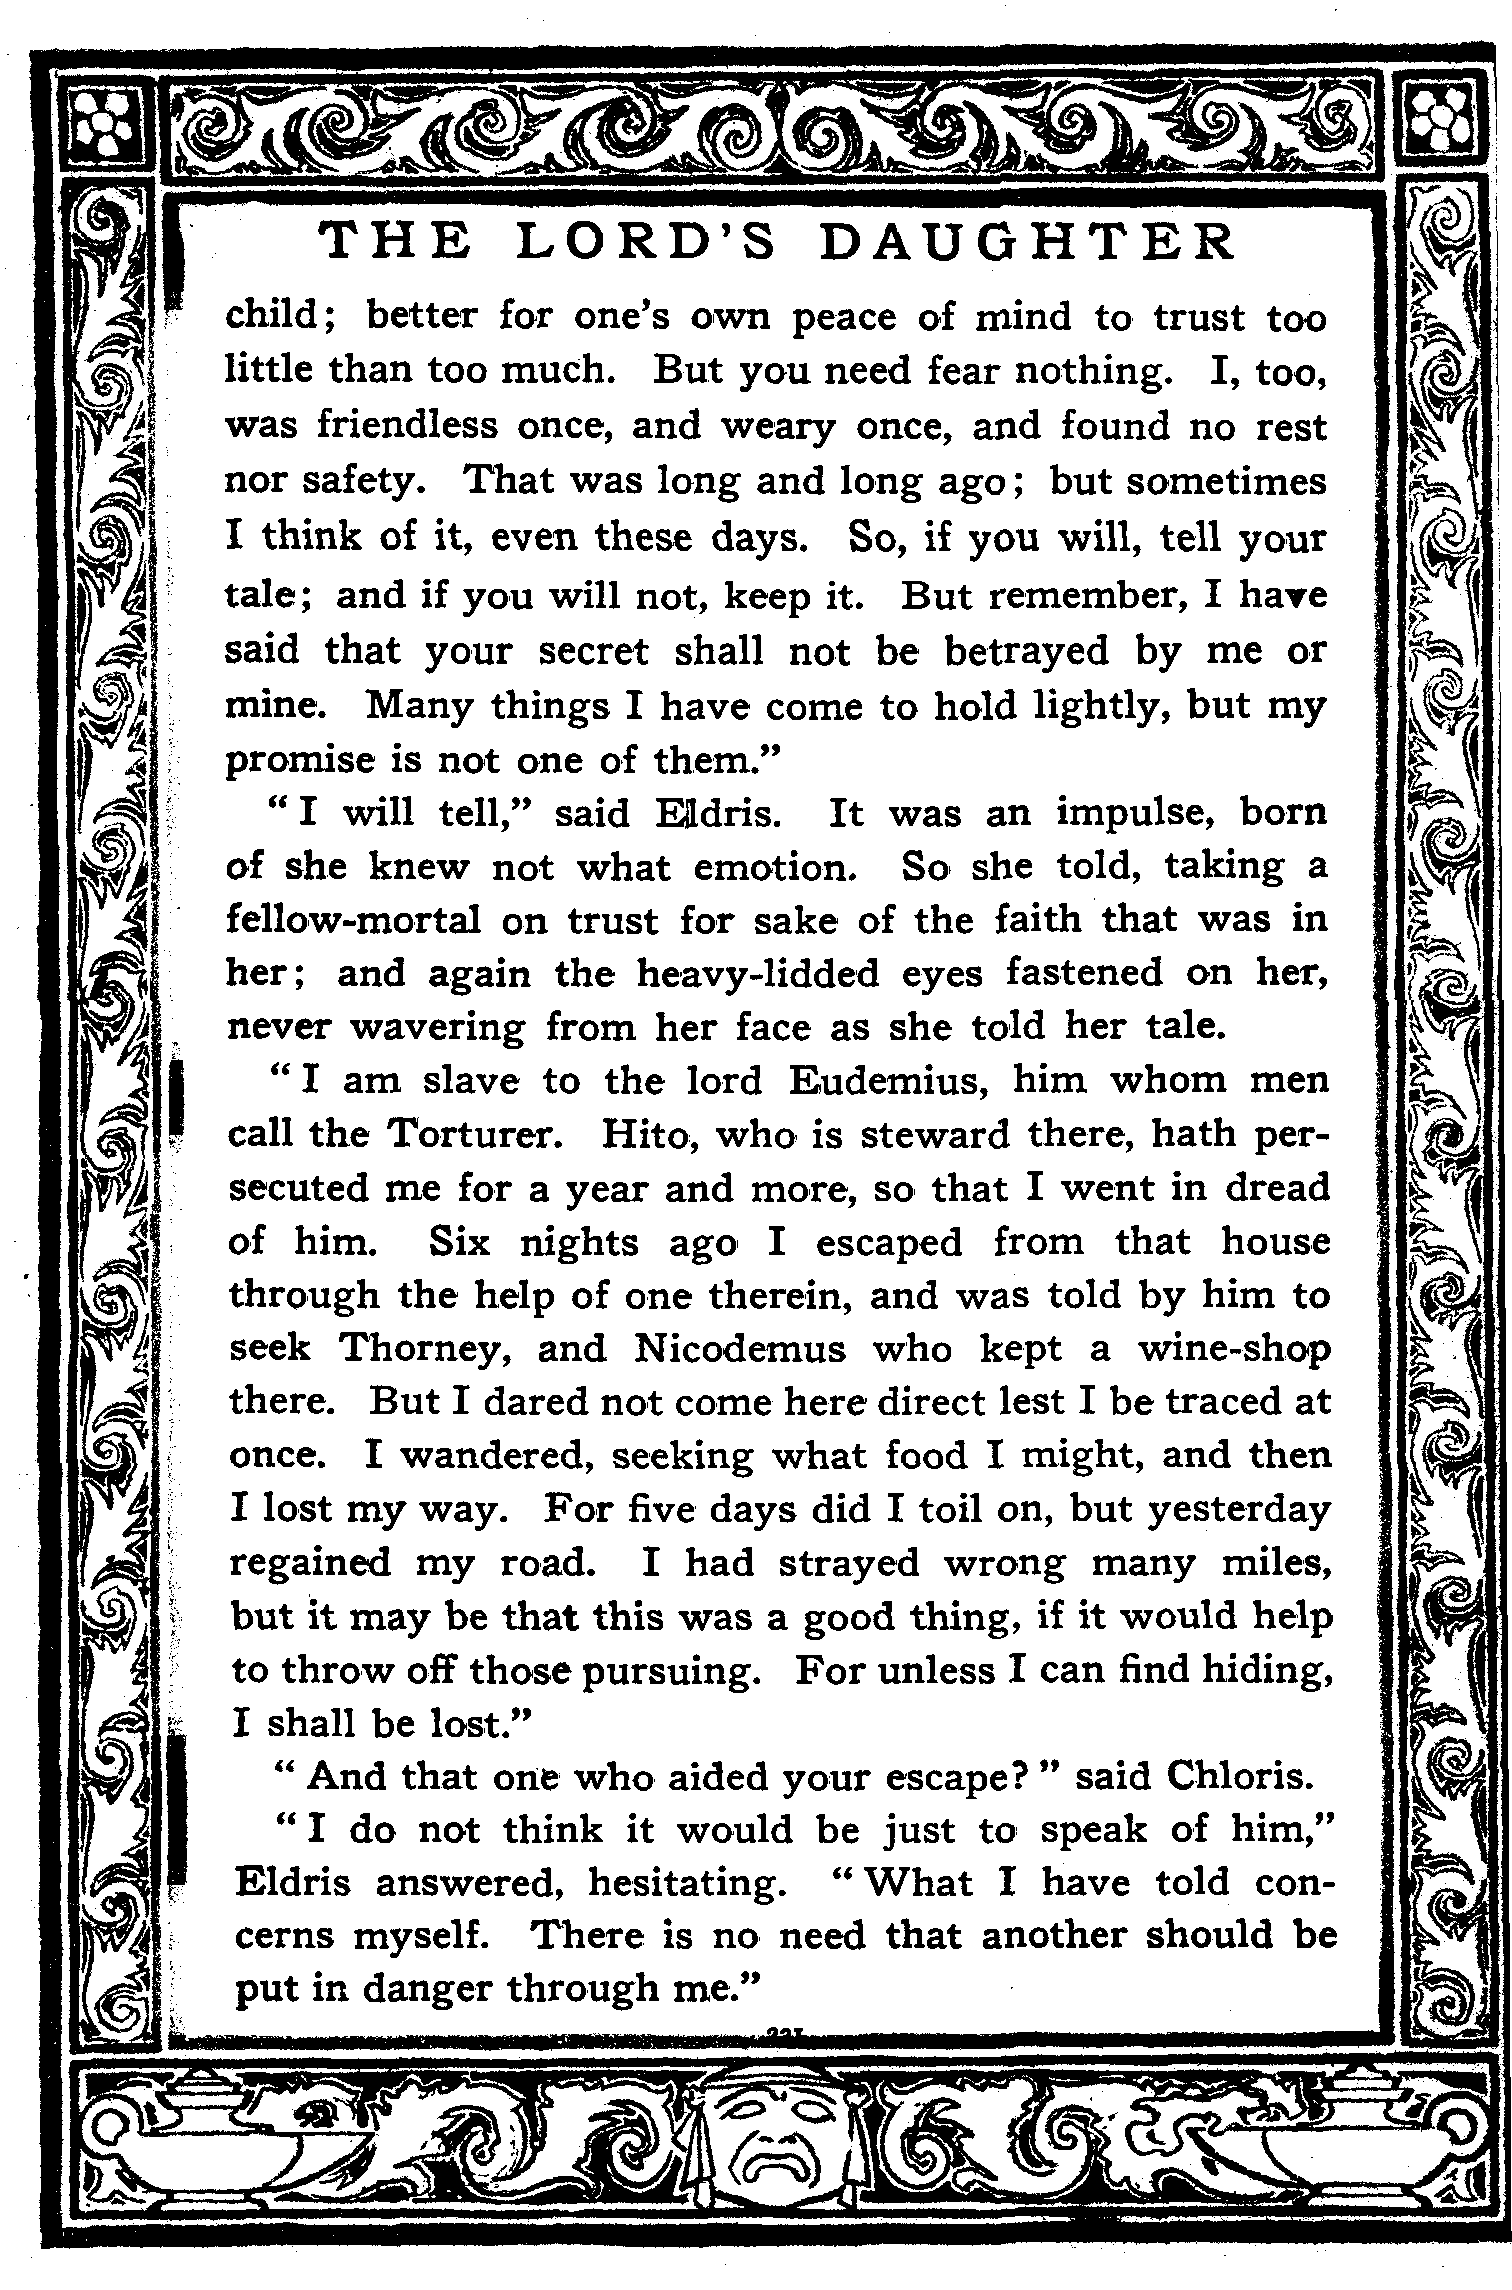 THE LORD'S DAUGHTER
child; better for one's own peace of mind to trust too
little than too much. But you need fear nothing. I, too,
was friendless once, and weary once, and found no rest
nor safety. That was long and long ago; but sometimes
I think of it, even these days. So, if you will, tell your
tale; and if you will not, keep it. But remember, I have
said that your secret shall not be betrayed by me or
mine. Many things I have come to hold lightly, but my
promise is not one of them.”
“I will tell,” said Eldris. It was an impulse, born
of she knew not what emotion. So she told, taking a
fellow-mortal on trust for sake of the faith that was in
her; and again the heavy-lidded eyes fastened on her,
never wavering from her face as she told her tale.
“I am slave to the lord Eudemius, him whom men
call the Torturer. Hito, who is steward there, hath per-
secuted me for a year and more, so that I went in dread
of him. Six nights ago I escaped from that house
through the help of one therein, and was told by him to
seek Thorney, and Nicodemus who kept a wine-shop
there. But I dared not come here direct lest I be traced at
once. I wandered, seeking what food I might, and then
I lost my way. For five days did I toil on, but yesterday
regained my road. I had strayed wrong many miles,
but it may be that this was a good thing, if it would help
to throw off those pursuing. For unless I can find hiding,
I shall be lost.”
“And that one who aided your escape?” said Chloris.
“I do not think it would be just to speak of him,”
Eldris answered, hesitating. “What I have told con-
cerns myself. There is no need that another should be
put in danger through me.”